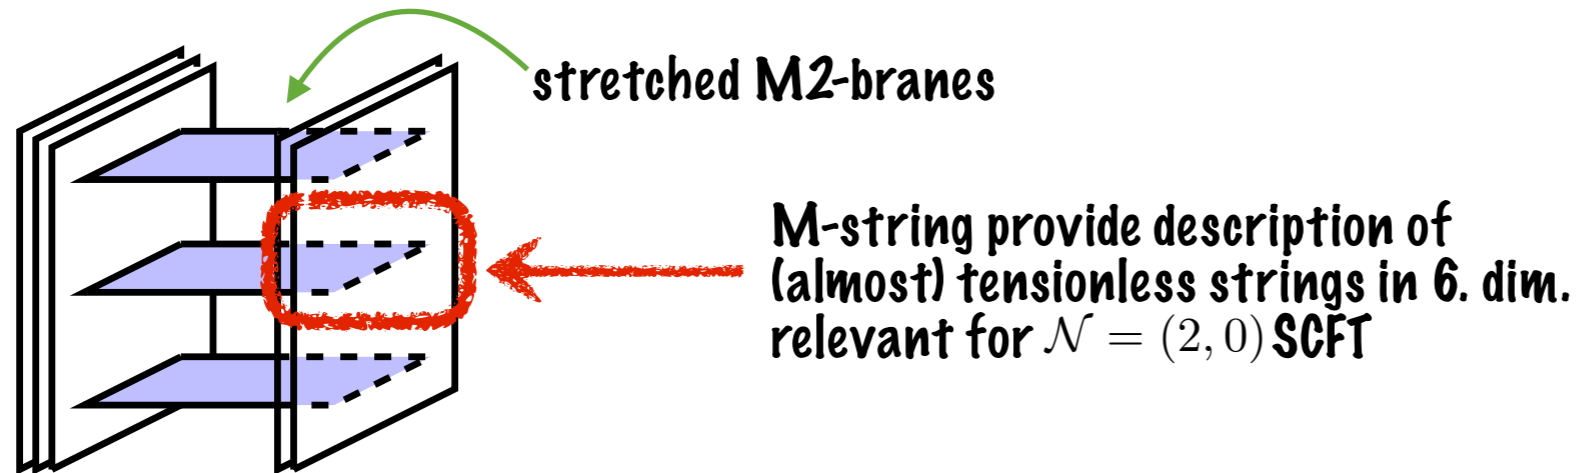 stretched M2-branes
M-string provide description of
(almost) tensionless strings in 6. dim.
relevant for 𝒩 = (2, 0) SCFT